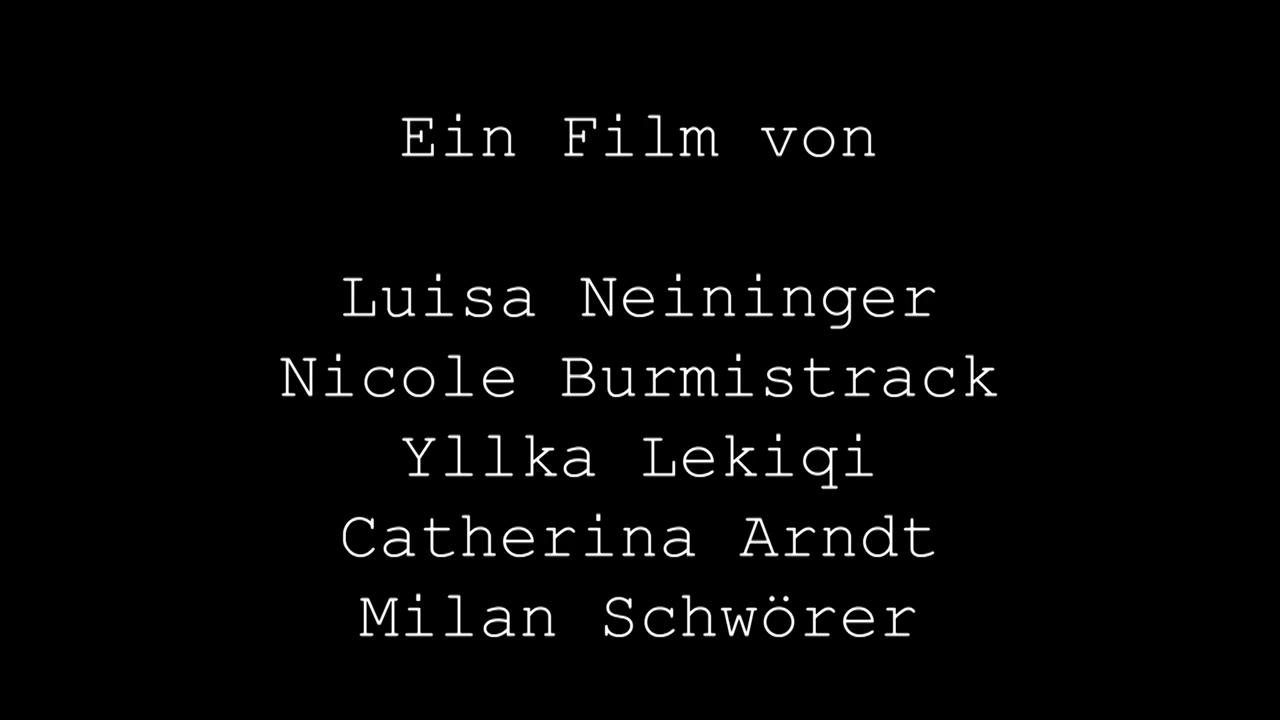 Ein Film von
Luisa Neininger
Nicole Burmistrack
Yllka Lekiqi
Catherina Arndt
Milan Schwörer